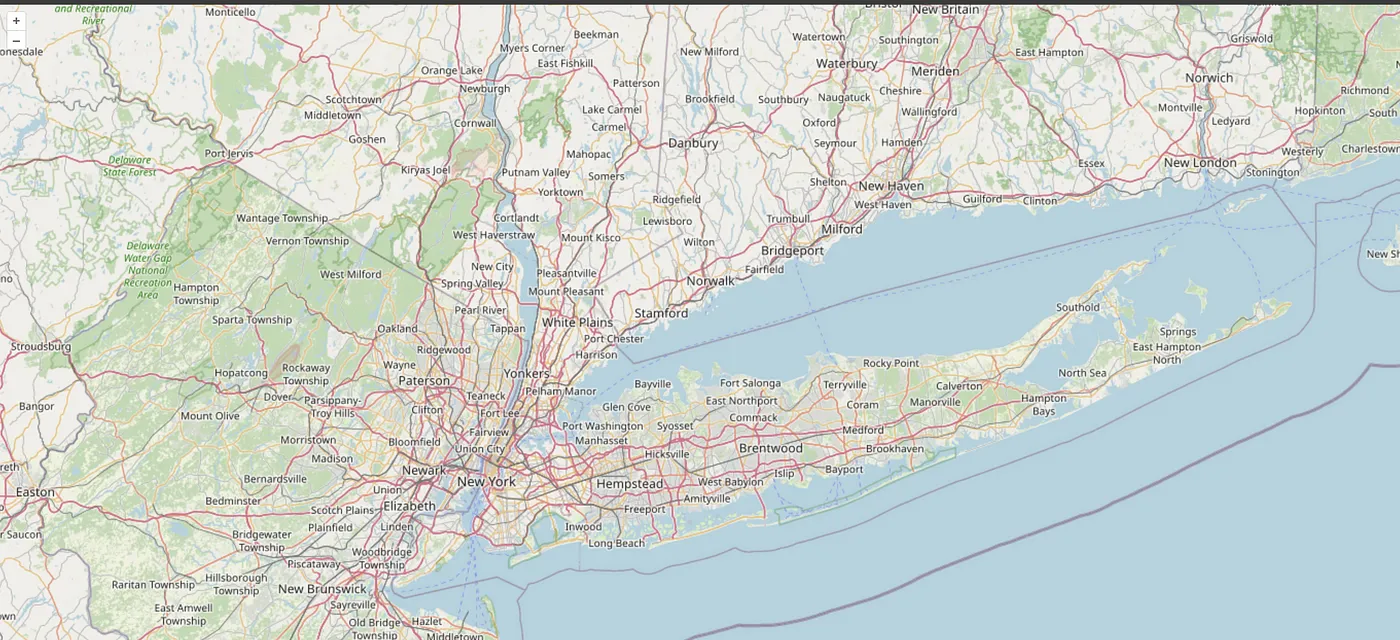 and Recreational
River
Monticello
Bristol
New Britain
+
−
Beekman
Watertown
Southington
Griswold
Myers Corner
New Milford
East Hampton
East Fishkill
Waterbury
Meriden
Orange Lake
Norwich
Newburgh
Patterson
Cheshire
Richmond
Scotchtown
Brookfield
Southbury
Naugatuck
Middletown
Lake Carmel
Wallingford
Montville
Hopkinton
Cornwall
Carmel
Oxford
Ledyard
South
Goshen
Danbury
Seymour
Hamden
Port Jervis
Mahopac
Westerly
Charlestown
Delaware
State Forest
Kiryas Joel
Putnam Valley
Somers
Essex
New London
Stonington
Yorktown
Shelton
New Haven
Ridgefield
West Haven
Guilford
Clinton
Wantage Township
Cortlandt
Lewisboro
Trumbull
Milford
Vernon Township
West Haverstraw
Mount Kisco
Wilton
Bridgeport
Delaware
Water Gap
National
Recreation
Area
West Milford
New City
Pleasantville
Fairfield
New Sh
Hampton
Township
Spring Valley
Mount Pleasant
Norwalk
Sparta Township
Pearl River
White Plains
Stamford
Southold
Oakland
Tappan
Port Chester
Springs
Stroudsburg
Ridgewood
Harrison
East Hampton
North
Hopatcong
Rockaway
Township
Wayne
Paterson
Yonkers
Rocky Point
North Sea
Dover
Parsippany-
Troy Hills
Teaneck
Pelham Manor
Bayville
Fort Salonga
Terryville
Calverton
Bangor
Mount Olive
Clifton
Fort Lee
Glen Cove
East Northport
Coram
Manorville
Hampton
Bays
Morristown
Bloomfield
Fairview
Port Washington
Syosset
Commack
Medford
Madison
Union City
Manhasset
Hicksville
Brentwood
Brookhaven
Newark
New York
Bernardsville
Hempstead
West Babylon
Islip
Bayport
Easton
Bedminster
Union
Elizabeth
Amityville
Scotch Plains
Freeport
Plainfield
Linden
Inwood
Bridgewater
Township
Long Beach
Woodbridge
Township
Piscataway
Raritan Township
Hillsborough
Township
New Brunswick
East Amwell
Township
Sayreville
Old Bridge
Township
Hazlet
Middletown